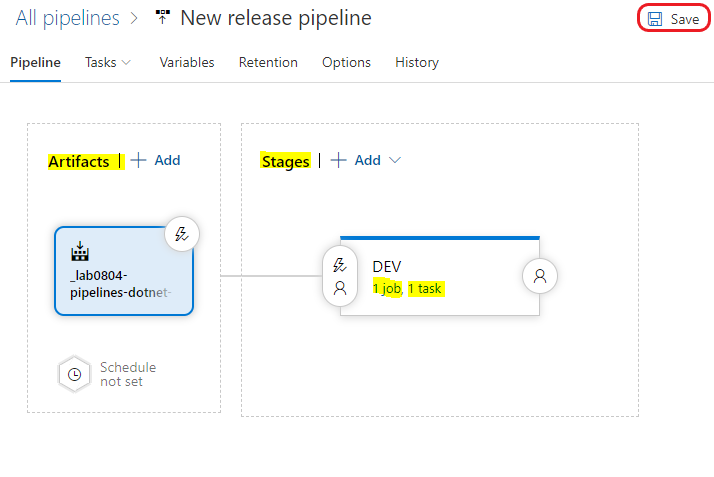 All pipelines > New release pipeline
Save
Pipeline Tasks Variables Retention Options History
Artifacts | + Add
Stages | + Add
_lab0804-
pipelines-dotnet-
DEV
1 job, 1 task
Schedule
not set